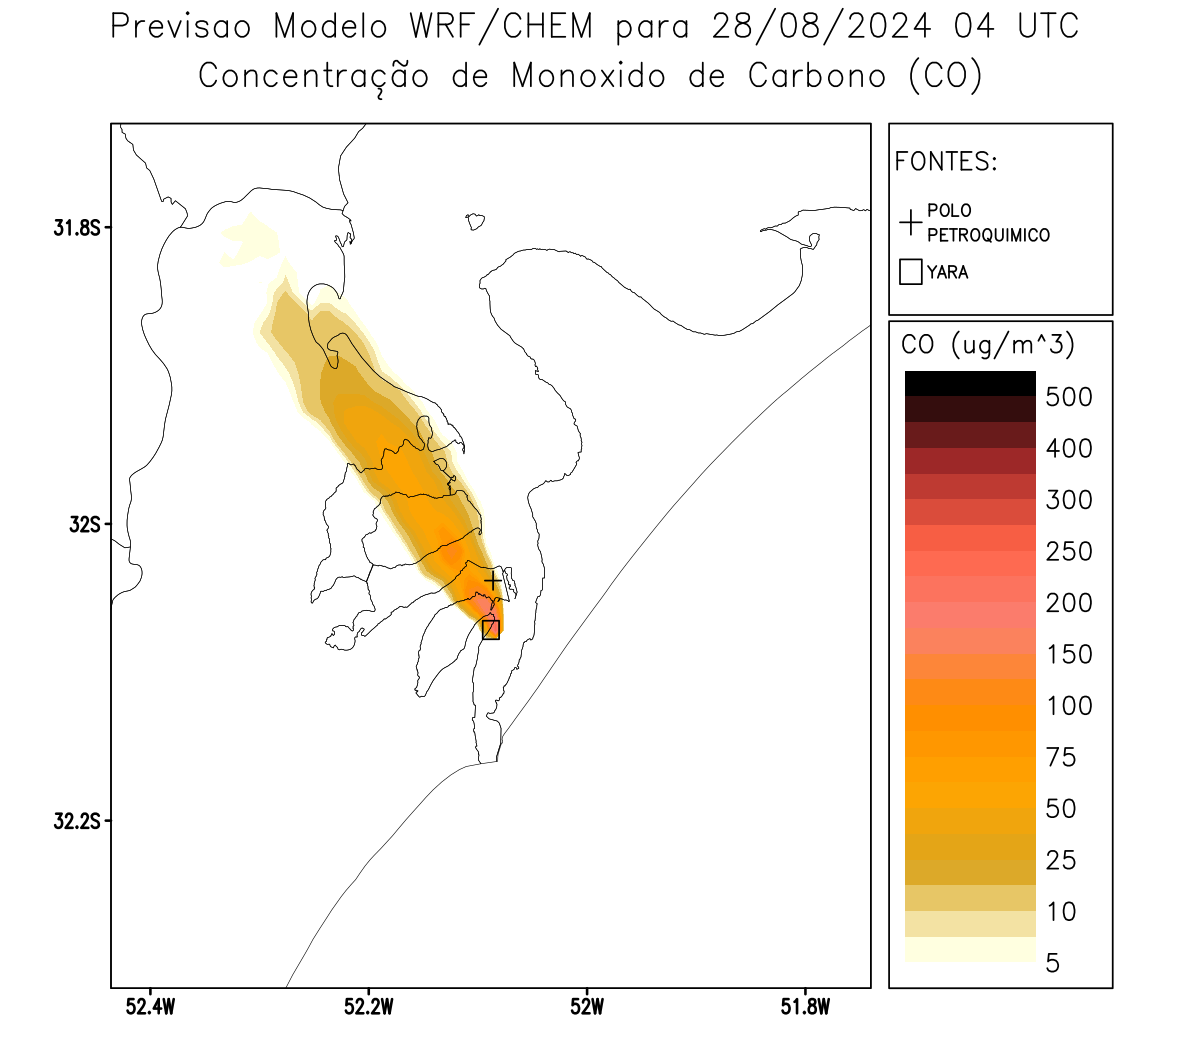 Previsao Modelo WRF/CHEM para 28/08/2024 04 UTC
Concentração de Monoxido de Carbono (CO)
FONTES:
POLO
PETROQUIMICO
YARA
CO (ug/m^3)
500
400
300
250
200
150
100
75
50
25
10
5
31.8S
32S
32.2S
52.4W
52.2W
52W
51.8W